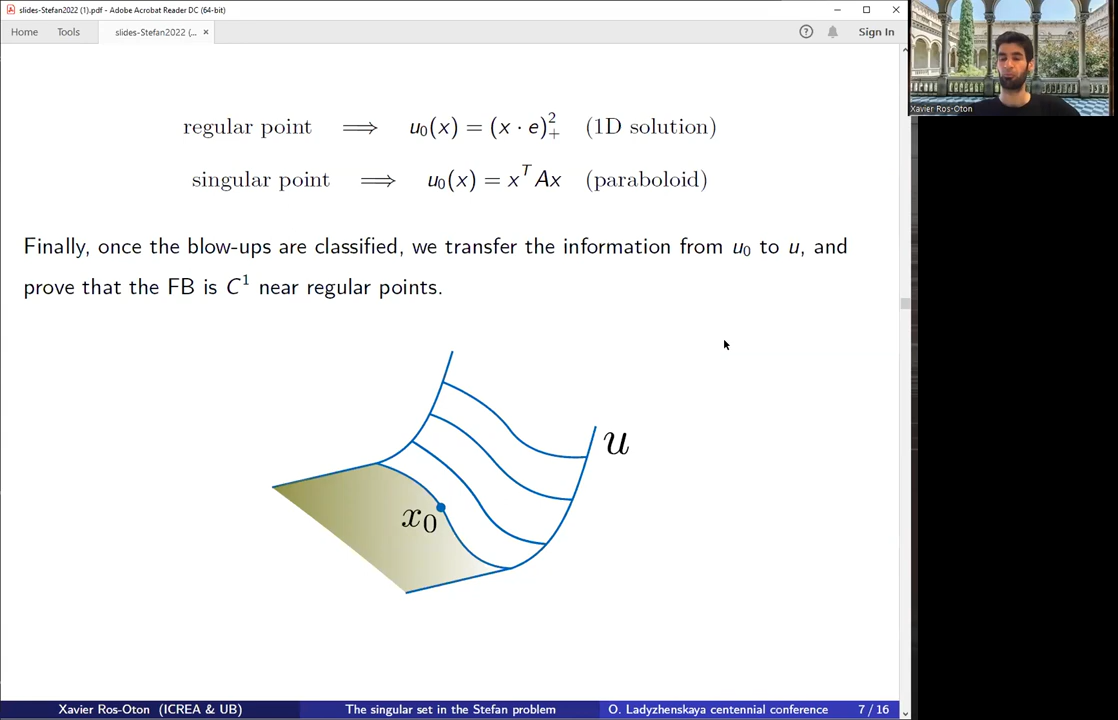 slides-Stefan2022 (1).pdf - Adobe Acrobat Reader DC (64-bit)
Home Tools slides-Stefan2022 (... × Sign In
Xavier Ros-Oton
regular point ⟹ u₀(x) = (x · e)₊² (1D solution)
singular point ⟹ u₀(x) = xᵀAx (paraboloid)
Finally, once the blow-ups are classified, we transfer the information from u₀ to u, and
prove that the FB is C¹ near regular points.
u
x₀
Xavier Ros-Oton (ICREA & UB) The singular set in the Stefan problem O. Ladyzhenskaya centennial conference 7 / 16